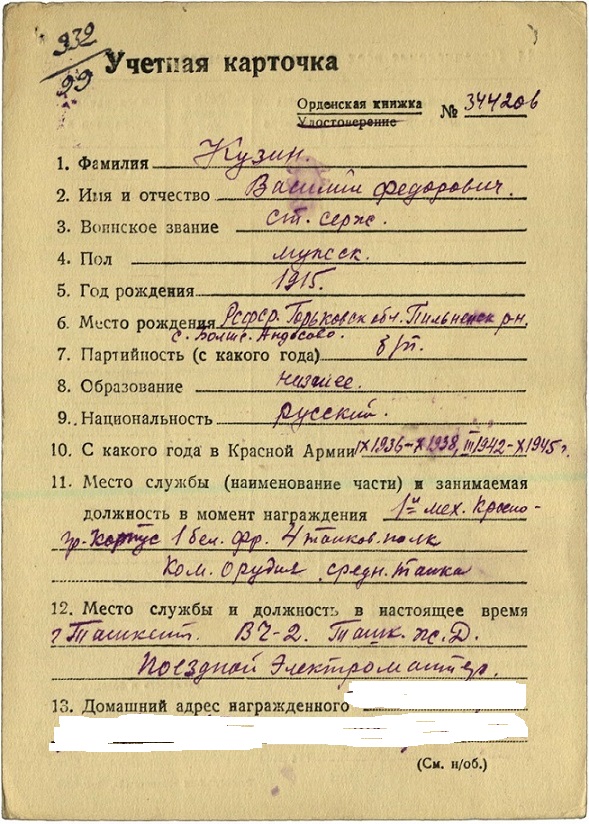 932
99
Учетная карточка
Орденская книжка
Удостоверение
№ 344206
1. Фамилия Кузин.
2. Имя и отчество Василий Федорович.
3. Воинское звание ст. серж.
4. Пол мужск.
5. Год рождения 1915.
6. Место рождения Рсфср. Горьковск обл. Пильненск рн.
с. Больш. Андосово.
7. Партийность (с какого года) б/п.
8. Образование низшее.
9. Национальность русский.
10. С какого года в Красной Армии IX 1936-X 1938, III 1942-X 1945 г.
11. Место службы (наименование части) и занимаемая
должность в момент награждения 1ый мех. Красно-
гр. Корпус 1 бел. фр. 4 танков. полк
Ком. орудия средн. танка
12. Место службы и должность в настоящее время
г Ташкент. ВЧ-2. Ташк. ж. Д.
Поездной Электромантер.
13. Домашний адрес награжденного
(См. н/об.)